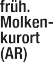 früh.
Molken-
kurort
(AR)